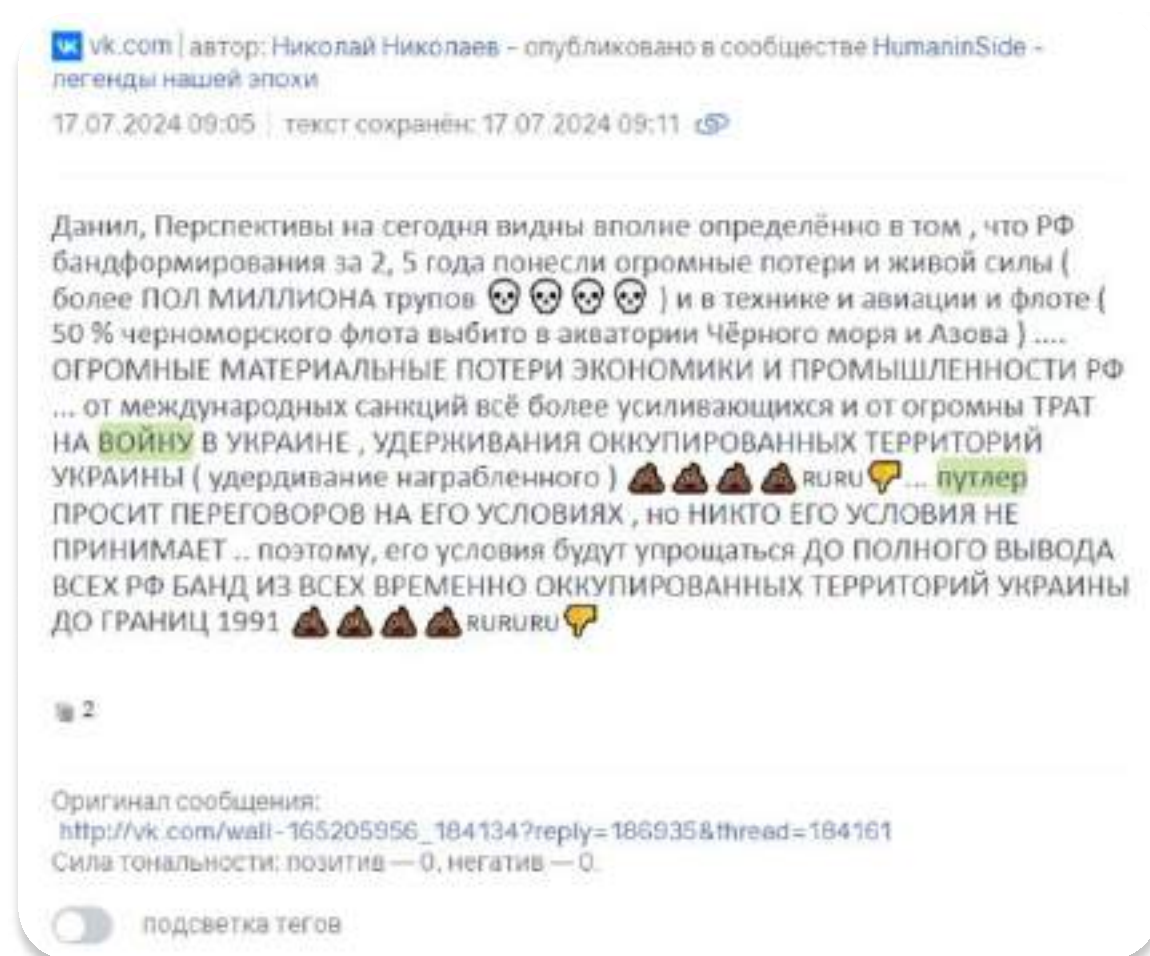 vk.com | автор: Николай Николаев – опубликовано в сообществе HumaninSide –
легенды нашей эпохи
17.07.2024 09:05 | текст сохранён: 17.07.2024 09:11
Данил, Перспективы на сегодня видны вполне определённо в том , что РФ
бандформирования за 2, 5 года понесли огромные потери и живой силы (
более ПОЛ МИЛЛИОНА трупов 💀 💀 💀 💀 ) и в технике и авиации и флоте (
50 % черноморского флота выбито в акватории Чёрного моря и Азова ) ....
ОГРОМНЫЕ МАТЕРИАЛЬНЫЕ ПОТЕРИ ЭКОНОМИКИ И ПРОМЫШЛЕННОСТИ РФ
... от международных санкций всё более усиливающихся и от огромны ТРАТ
НА ВОЙНУ В УКРАИНЕ , УДЕРЖИВАНИЯ ОККУПИРОВАННЫХ ТЕРРИТОРИЙ
УКРАИНЫ ( удердивание награбленного ) 💩 💩 💩 💩 RURU👎 ... путлер
ПРОСИТ ПЕРЕГОВОРОВ НА ЕГО УСЛОВИЯХ , но НИКТО ЕГО УСЛОВИЯ НЕ
ПРИНИМАЕТ .. поэтому, его условия будут упрощаться ДО ПОЛНОГО ВЫВОДА
ВСЕХ РФ БАНД ИЗ ВСЕХ ВРЕМЕННО ОККУПИРОВАННЫХ ТЕРРИТОРИЙ УКРАИНЫ
ДО ГРАНИЦ 1991 💩 💩 💩 💩 RURURU👎
2
Оригинал сообщения:
http://vk.com/wall-165205956_184134?reply=186935&thread=184161
Сила тональности: позитив — 0, негатив — 0.
подсветка тегов